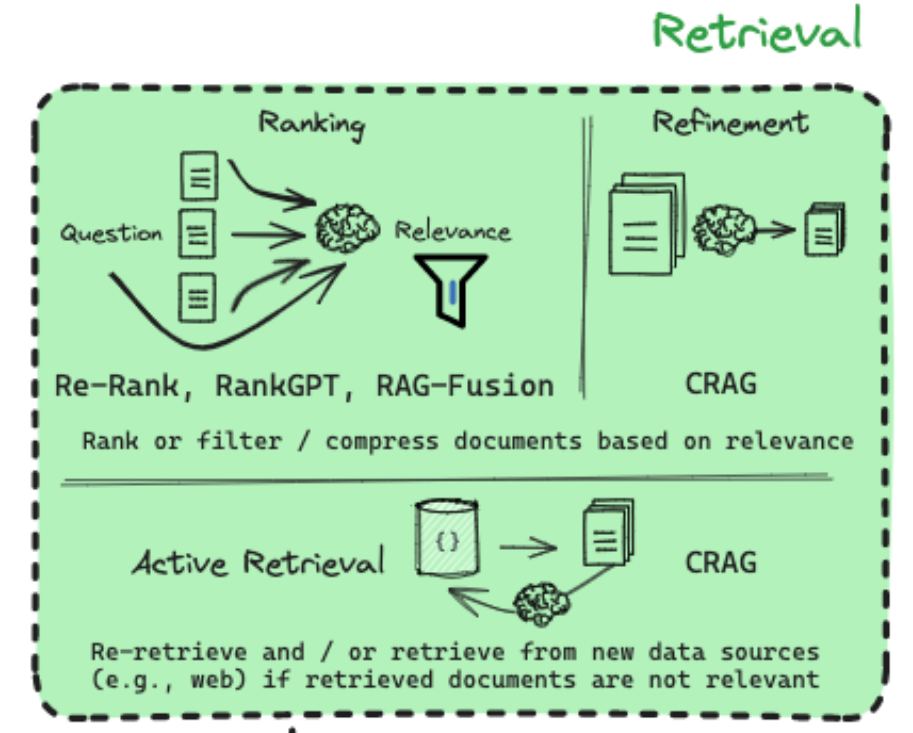 Retrieval
Ranking
Refinement
Question
Relevance
Re-Rank, RankGPT, RAG-Fusion
CRAG
Rank or filter / compress documents based on relevance
Active Retrieval
{}
CRAG
Re-retrieve and / or retrieve from new data sources
(e.g., web) if retrieved documents are not relevant